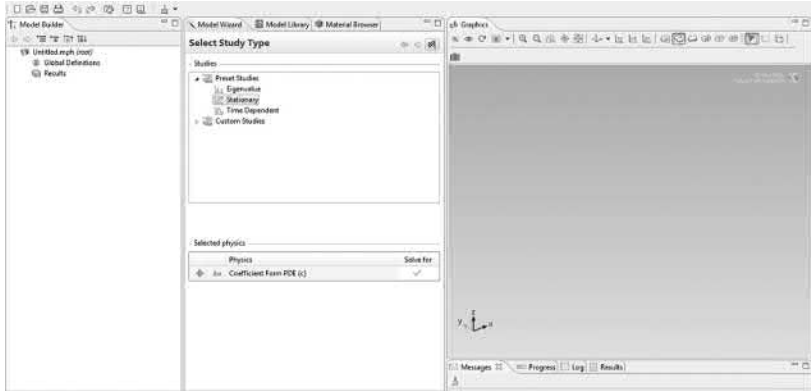 Model Builder
Untitled.mph (root)
Global Definitions
Results
Model Wizard
Model Library
Material Browser
Select Study Type
Studies
Preset Studies
Eigenvalue
Stationary
Time Dependent
Custom Studies
Selected physics
Physics
Solve for
Δu
Coefficient Form PDE (c)
Graphics
z
y
x
Messages
Progress
Log
Results